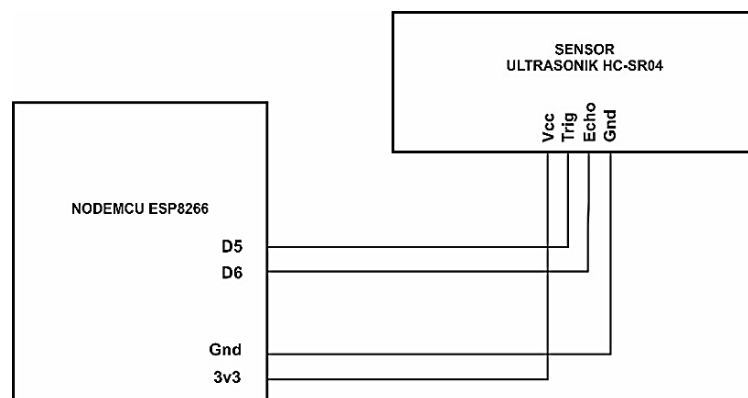 SENSOR
ULTRASONIK HC-SR04
Vcc
Trig
Echo
Gnd
NODEMCU ESP8266
D5
D6
Gnd
3v3